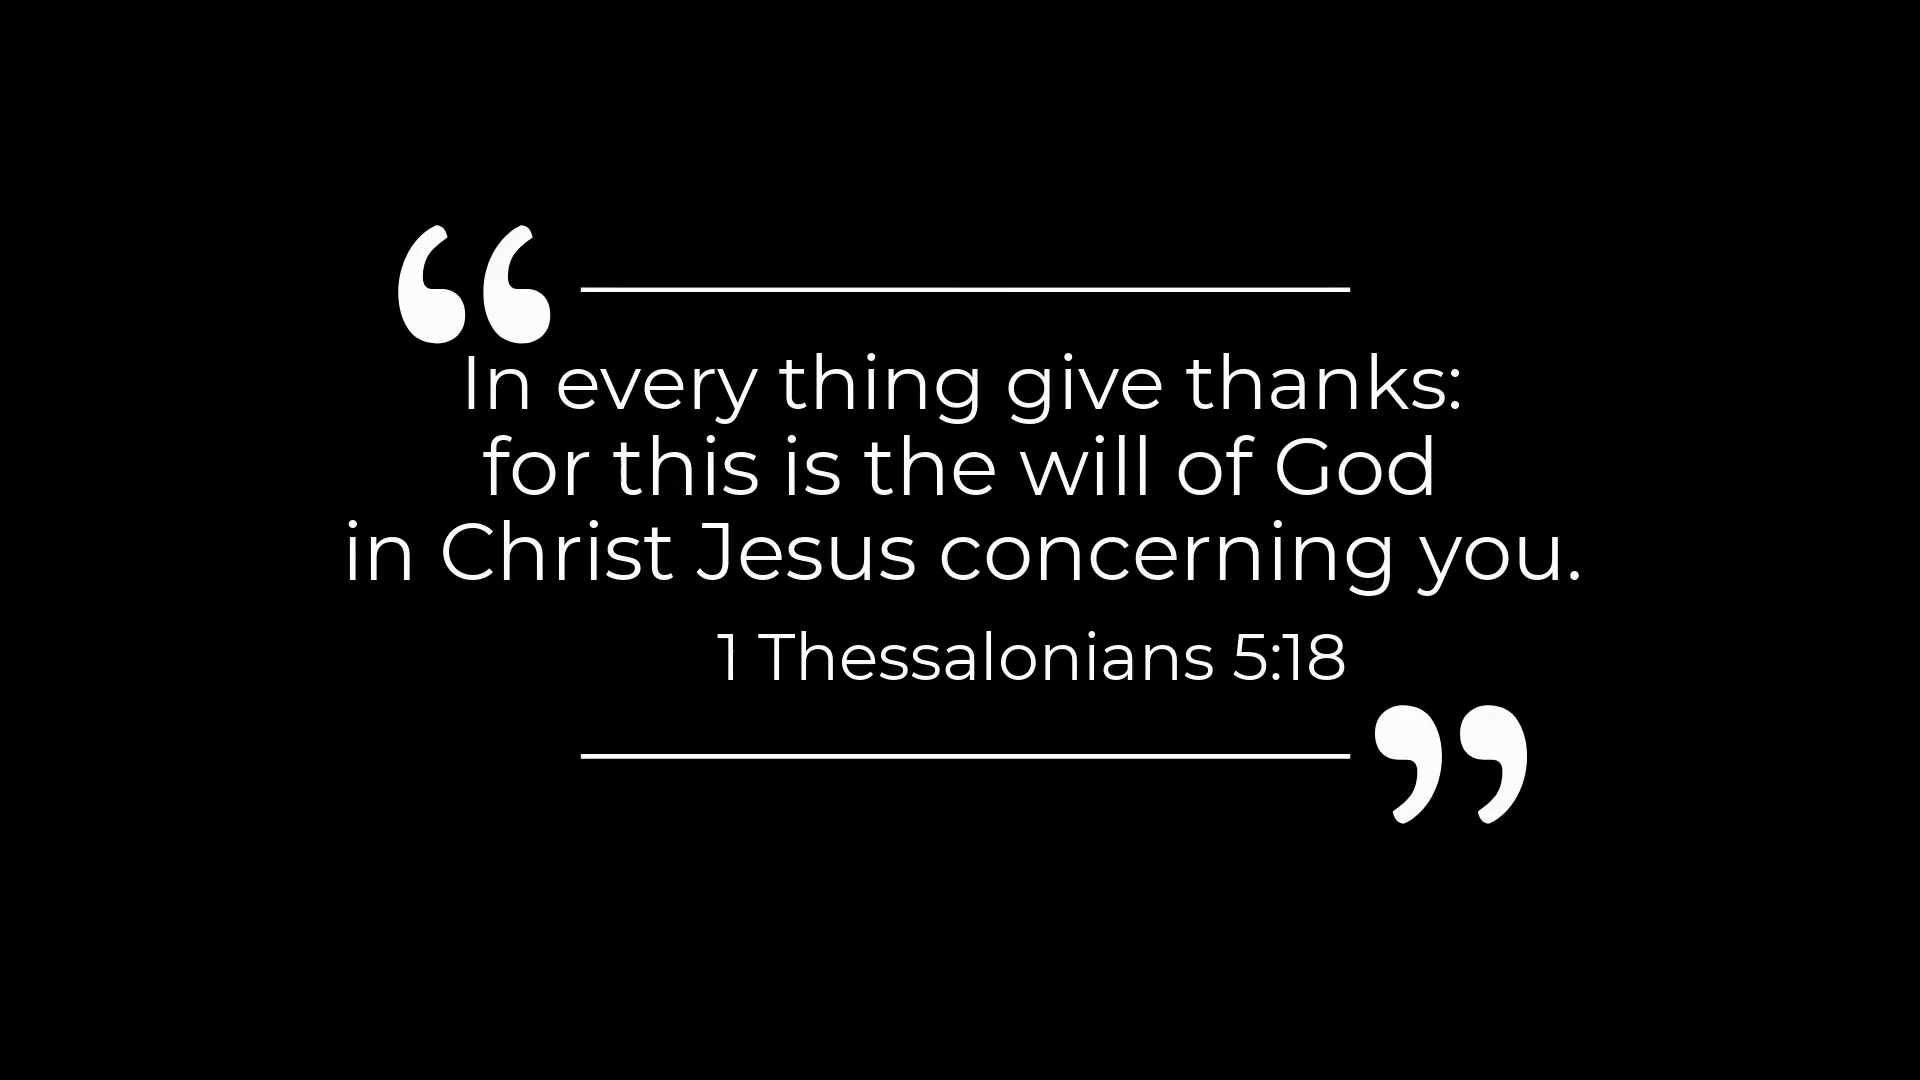 “
In every thing give thanks:
for this is the will of God
in Christ Jesus concerning you.
1 Thessalonians 5:18
”